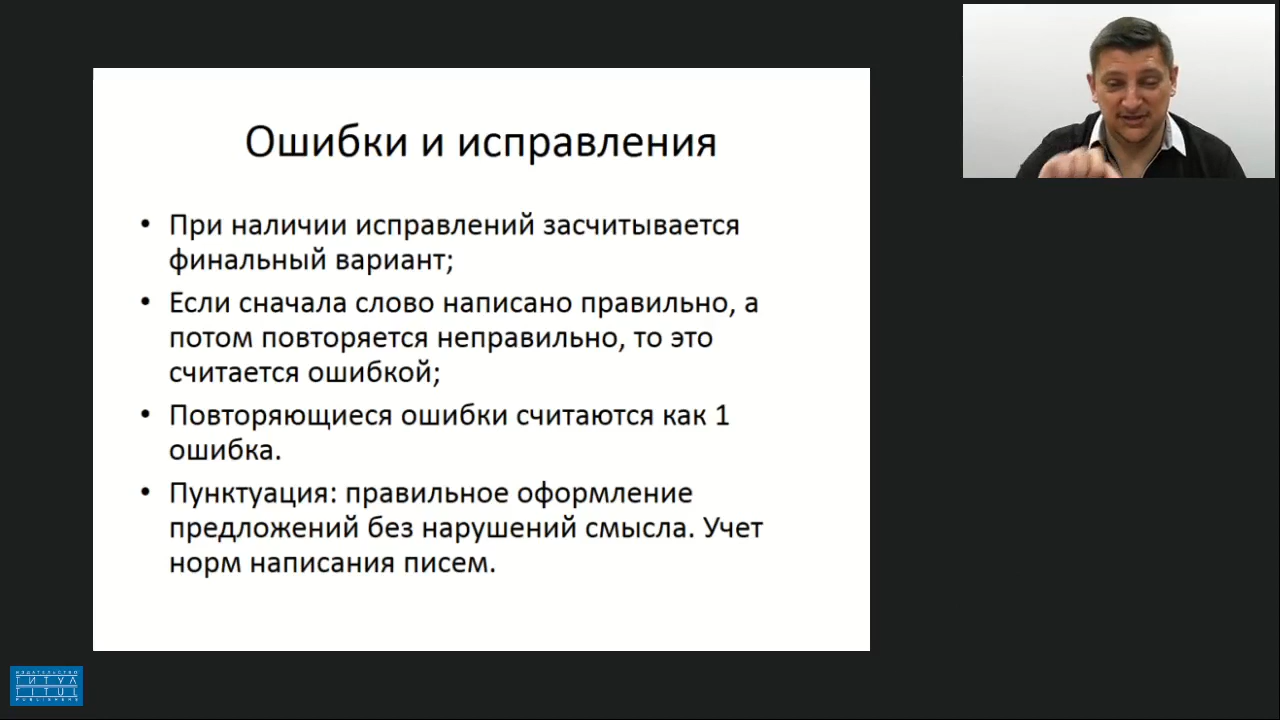 Ошибки и исправления
• При наличии исправлений засчитывается
финальный вариант;
• Если сначала слово написано правильно, а
потом повторяется неправильно, то это
считается ошибкой;
• Повторяющиеся ошибки считаются как 1
ошибка.
• Пунктуация: правильное оформление
предложений без нарушений смысла. Учет
норм написания писем.
ИЗДАТЕЛЬСТВО
ТИТУЛ
TITUL
PUBLISHERS